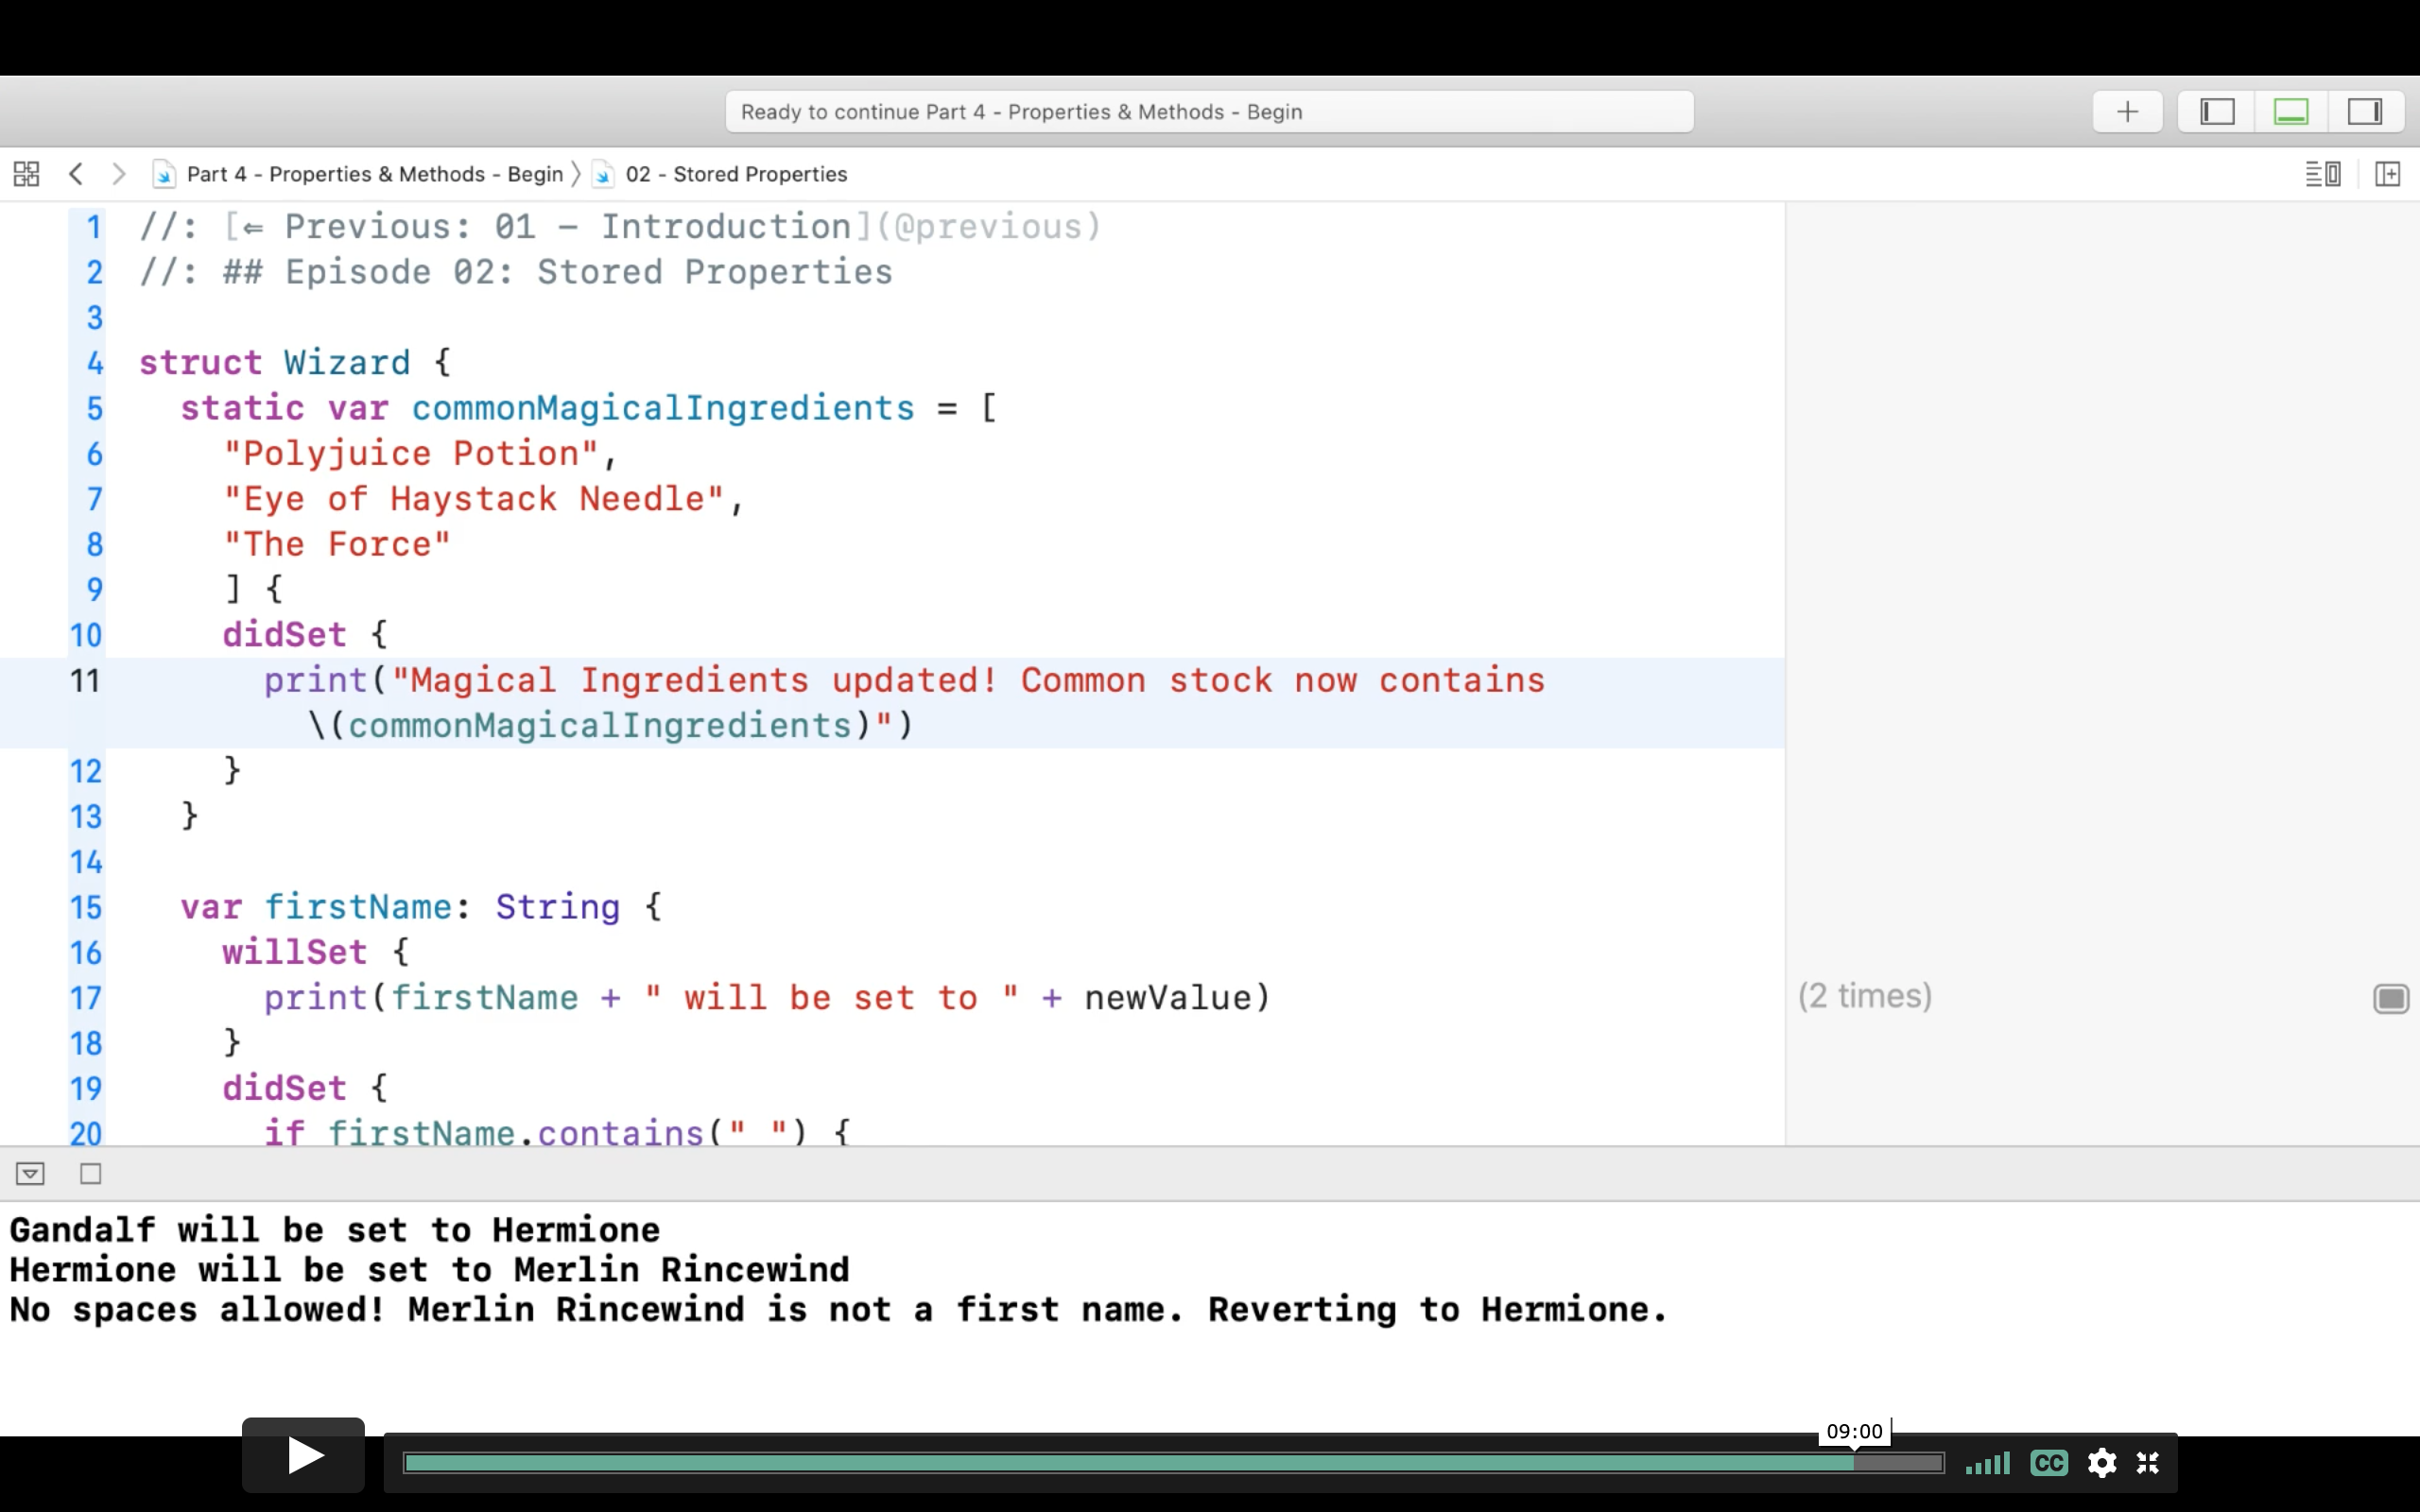 Ready to continue Part 4 - Properties & Methods - Begin
Part 4 - Properties & Methods - Begin 〉 02 - Stored Properties
1 //: [⇐ Previous: 01 - Introduction](@previous)
2 //: ## Episode 02: Stored Properties
3
4 struct Wizard {
5 static var commonMagicalIngredients = [
6 "Polyjuice Potion",
7 "Eye of Haystack Needle",
8 "The Force"
9 ] {
10 didSet {
11 print("Magical Ingredients updated! Common stock now contains
\(commonMagicalIngredients)")
12 }
13 }
14
15 var firstName: String {
16 willSet {
17 print(firstName + " will be set to " + newValue)
(2 times)
18 }
19 didSet {
20 if firstName.contains(" ") {
Gandalf will be set to Hermione
Hermione will be set to Merlin Rincewind
No spaces allowed! Merlin Rincewind is not a first name. Reverting to Hermione.
09:00
CC